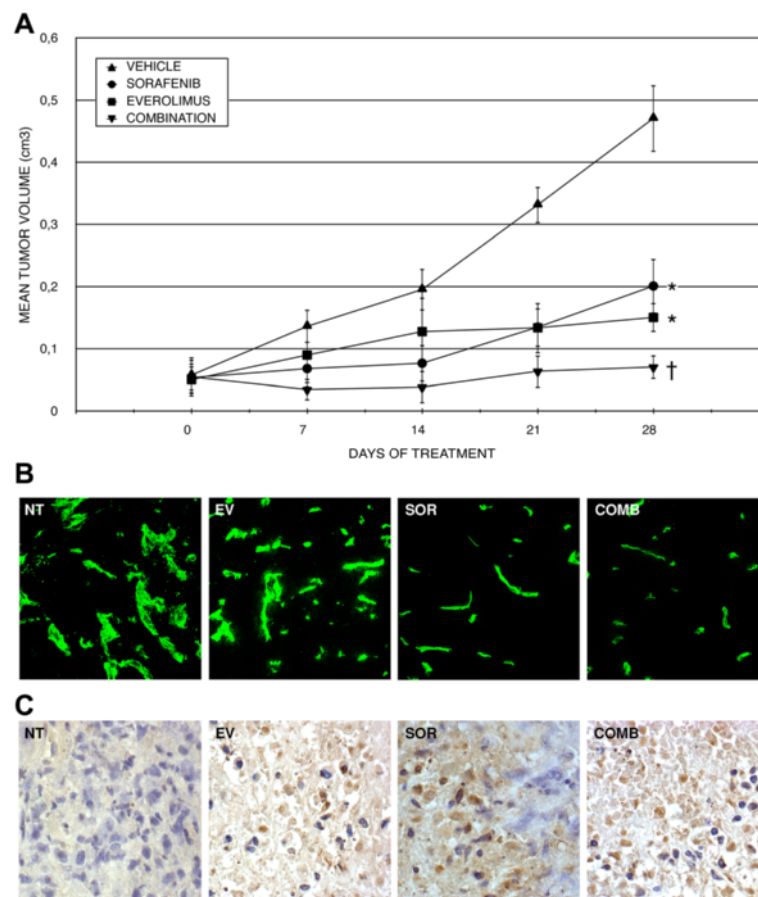 A
0,6
0,5
0,4
0,3
0,2
0,1
0
MEAN TUMOR VOLUME (cm3)
VEHICLE
SORAFENIB
EVEROLIMUS
COMBINATION
*
*
†
0 7 14 21 28
DAYS OF TREATMENT
B
NT EV SOR COMB
C
NT EV SOR COMB